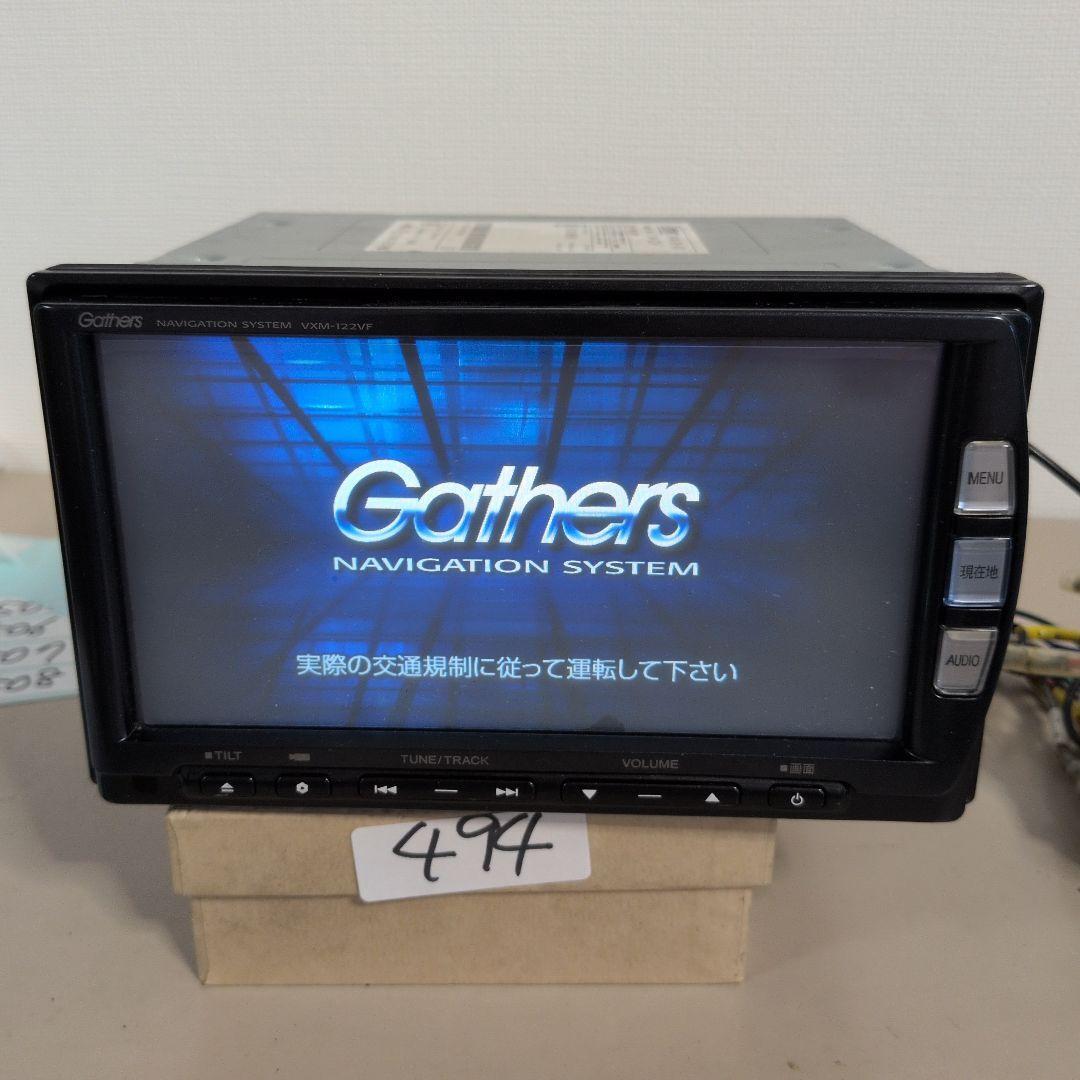 Gathers NAVIGATION SYSTEM VXM-122VF
Gathers
NAVIGATION SYSTEM
実際の交通規制に従って運転して下さい
MENU
現在地
AUDIO
TILT
TUNE/TRACK
VOLUME
画面
494